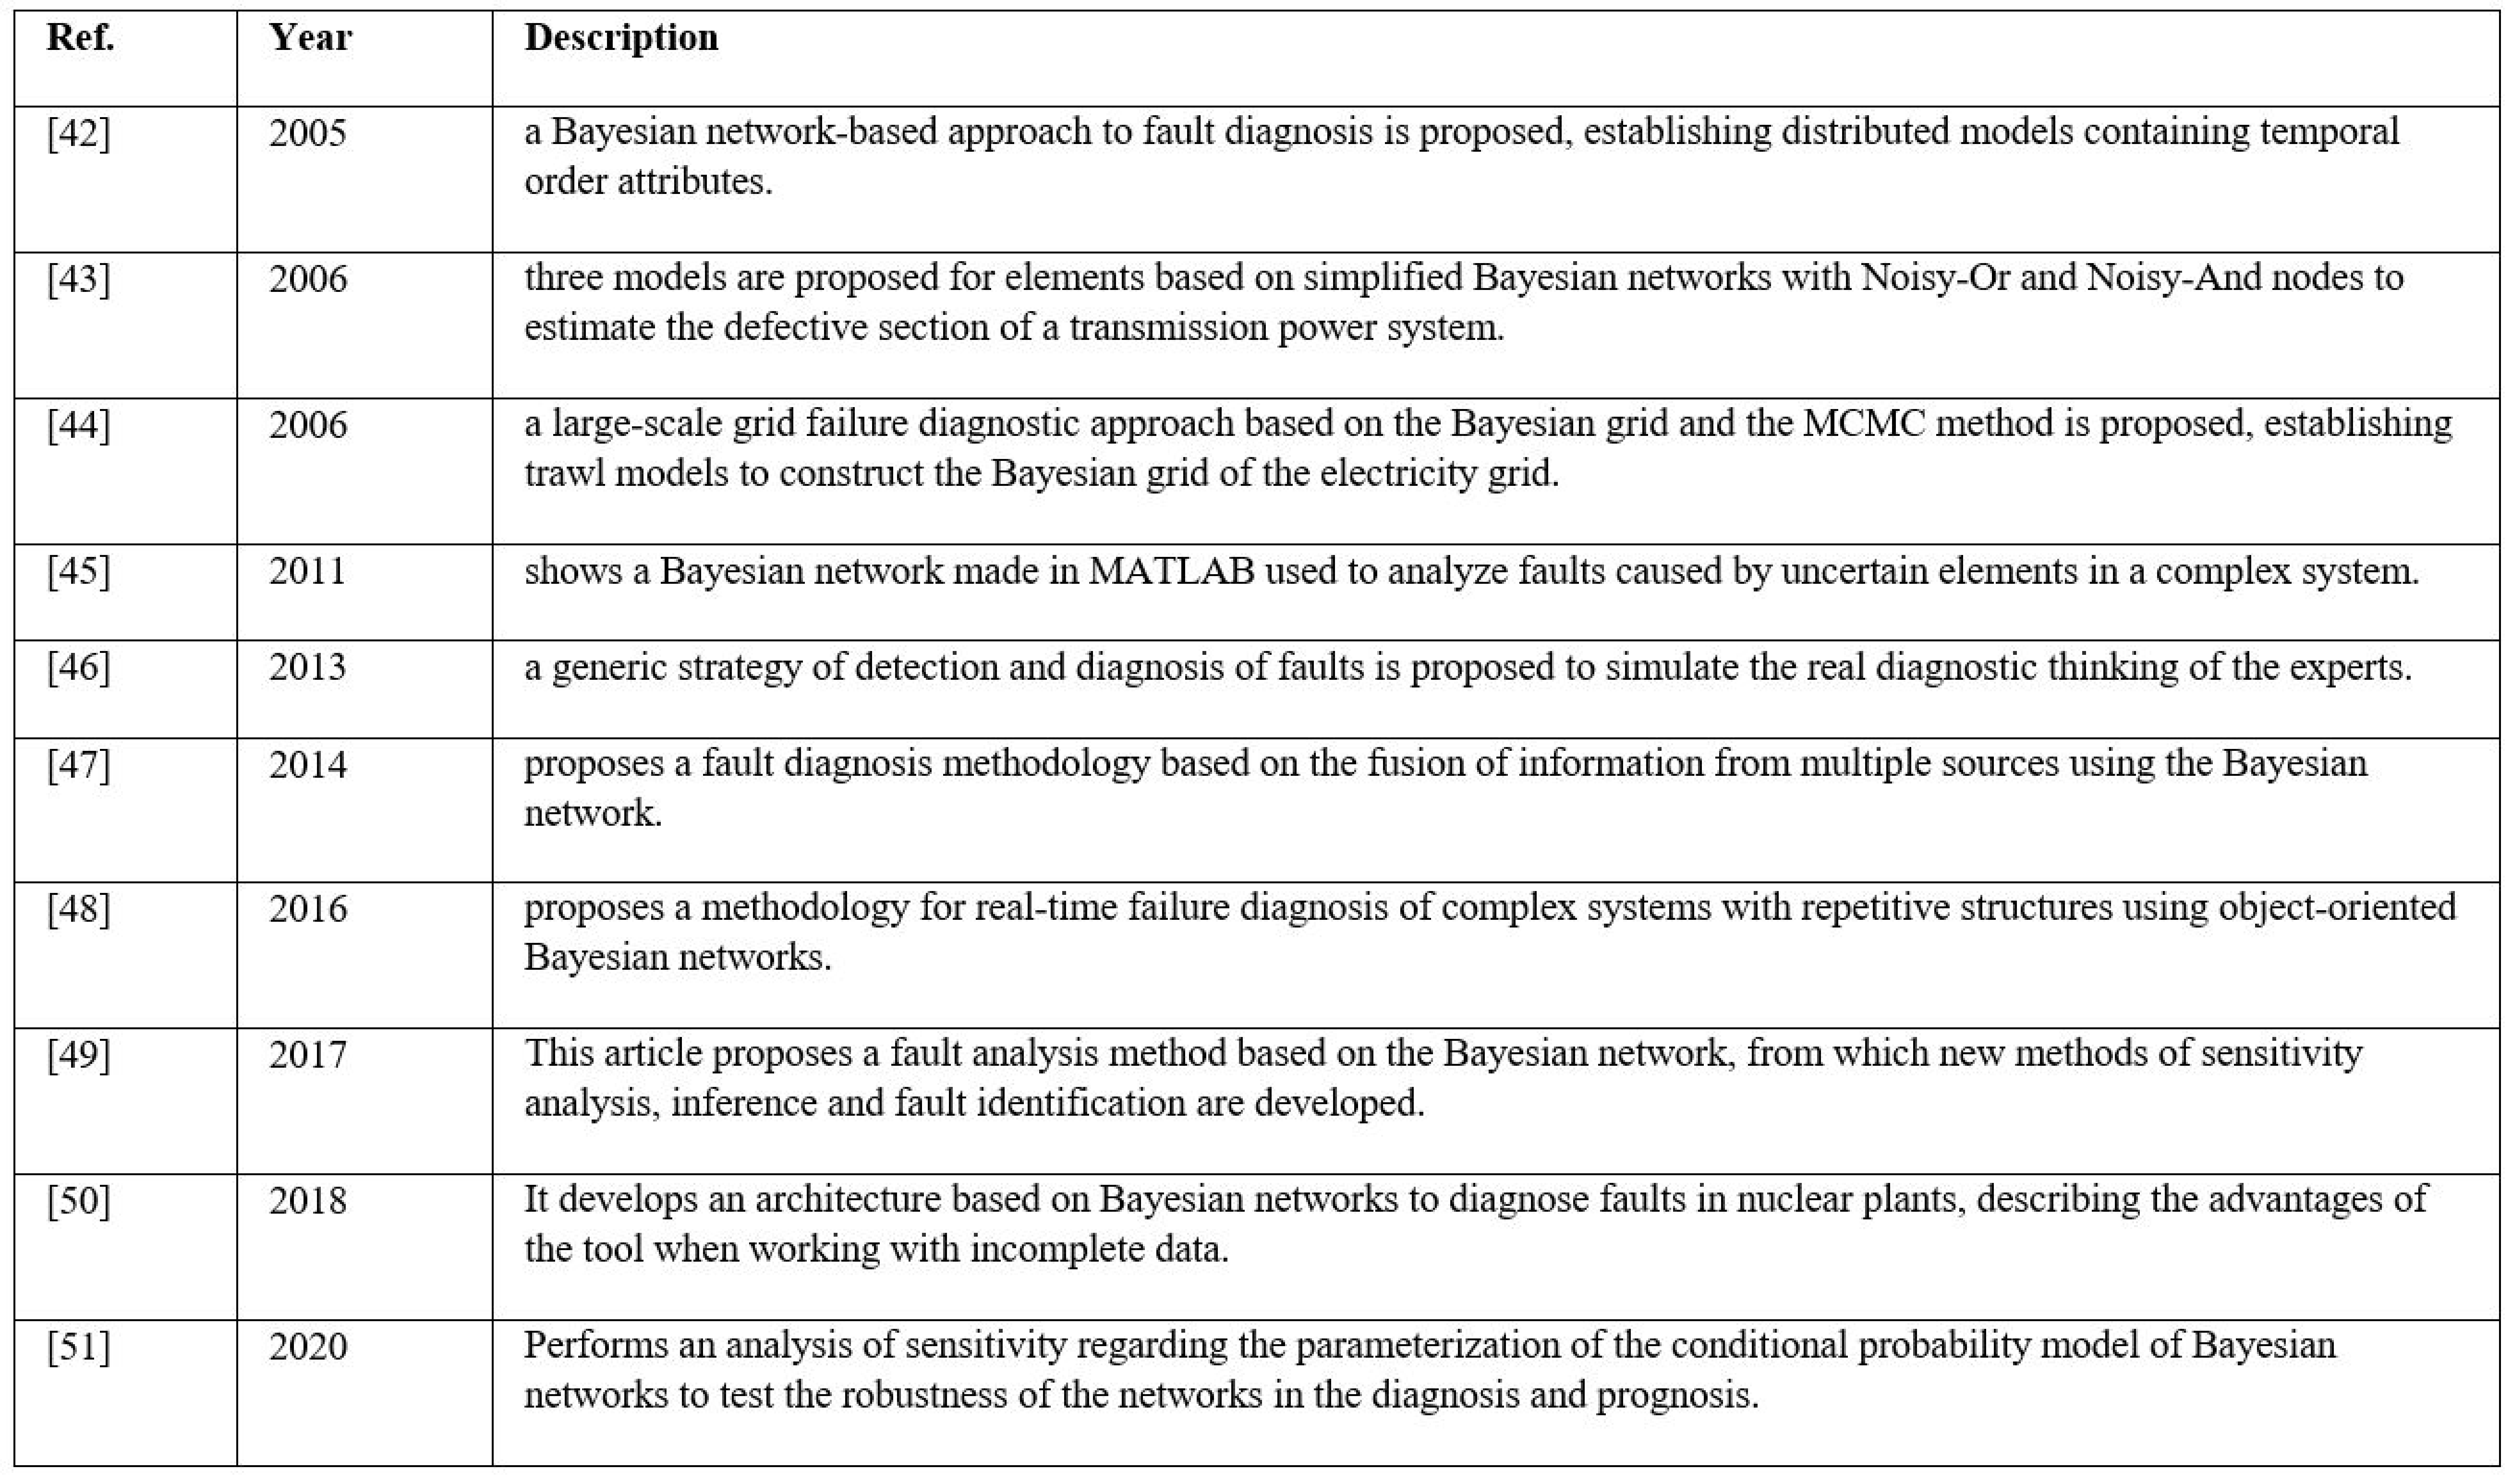 Ref. Year Description
[42] 2005 a Bayesian network-based approach to fault diagnosis is proposed, establishing distributed models containing temporal
order attributes.
[43] 2006 three models are proposed for elements based on simplified Bayesian networks with Noisy-Or and Noisy-And nodes to
estimate the defective section of a transmission power system.
[44] 2006 a large-scale grid failure diagnostic approach based on the Bayesian grid and the MCMC method is proposed, establishing
trawl models to construct the Bayesian grid of the electricity grid.
[45] 2011 shows a Bayesian network made in MATLAB used to analyze faults caused by uncertain elements in a complex system.
[46] 2013 a generic strategy of detection and diagnosis of faults is proposed to simulate the real diagnostic thinking of the experts.
[47] 2014 proposes a fault diagnosis methodology based on the fusion of information from multiple sources using the Bayesian
network.
[48] 2016 proposes a methodology for real-time failure diagnosis of complex systems with repetitive structures using object-oriented
Bayesian networks.
[49] 2017 This article proposes a fault analysis method based on the Bayesian network, from which new methods of sensitivity
analysis, inference and fault identification are developed.
[50] 2018 It develops an architecture based on Bayesian networks to diagnose faults in nuclear plants, describing the advantages of
the tool when working with incomplete data.
[51] 2020 Performs an analysis of sensitivity regarding the parameterization of the conditional probability model of Bayesian
networks to test the robustness of the networks in the diagnosis and prognosis.